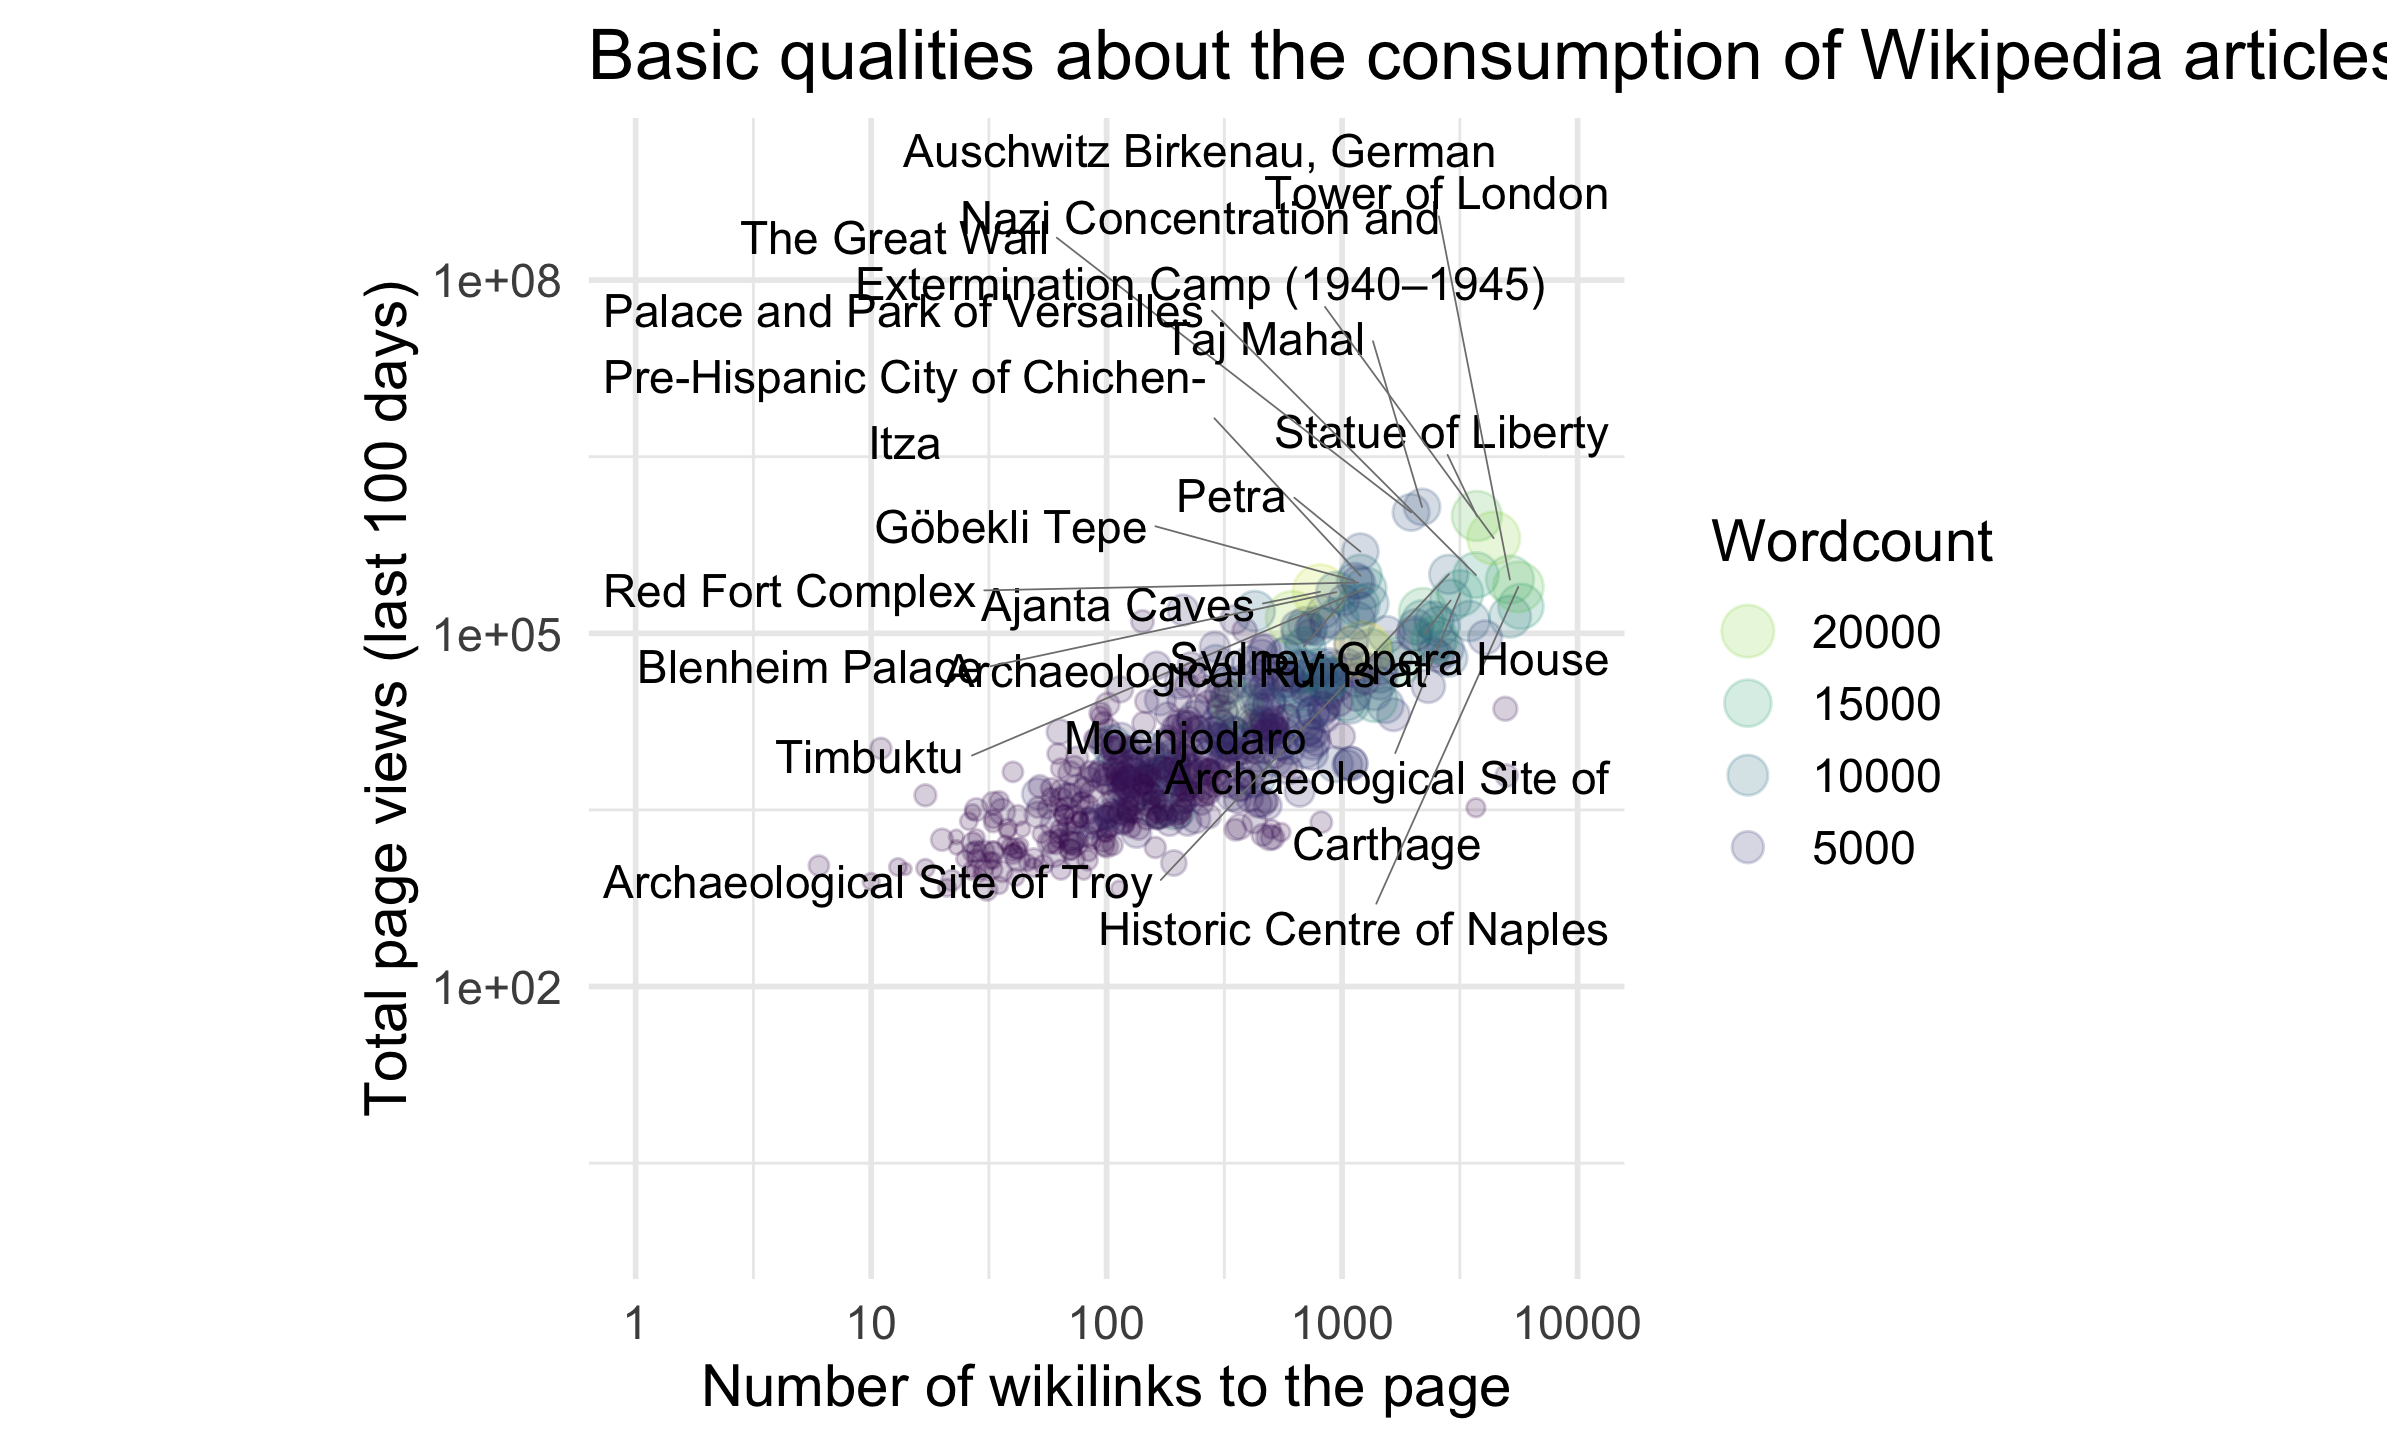 Basic qualities about the consumption of Wikipedia articles
Auschwitz Birkenau, German
Nazi Concentration and
Extermination Camp (1940–1945)
Tower of London
The Great Wall
Palace and Park of Versailles
Taj Mahal
Pre-Hispanic City of Chichen-
Itza
Statue of Liberty
Petra
Göbekli Tepe
Red Fort Complex
Ajanta Caves
Blenheim Palace
Archaeological Ruins at
Moenjodaro
Sydney Opera House
Timbuktu
Archaeological Site of
Carthage
Archaeological Site of Troy
Historic Centre of Naples
Total page views (last 100 days)
1e+08
1e+05
1e+02
1
10
100
1000
10000
Number of wikilinks to the page
Wordcount
20000
15000
10000
5000